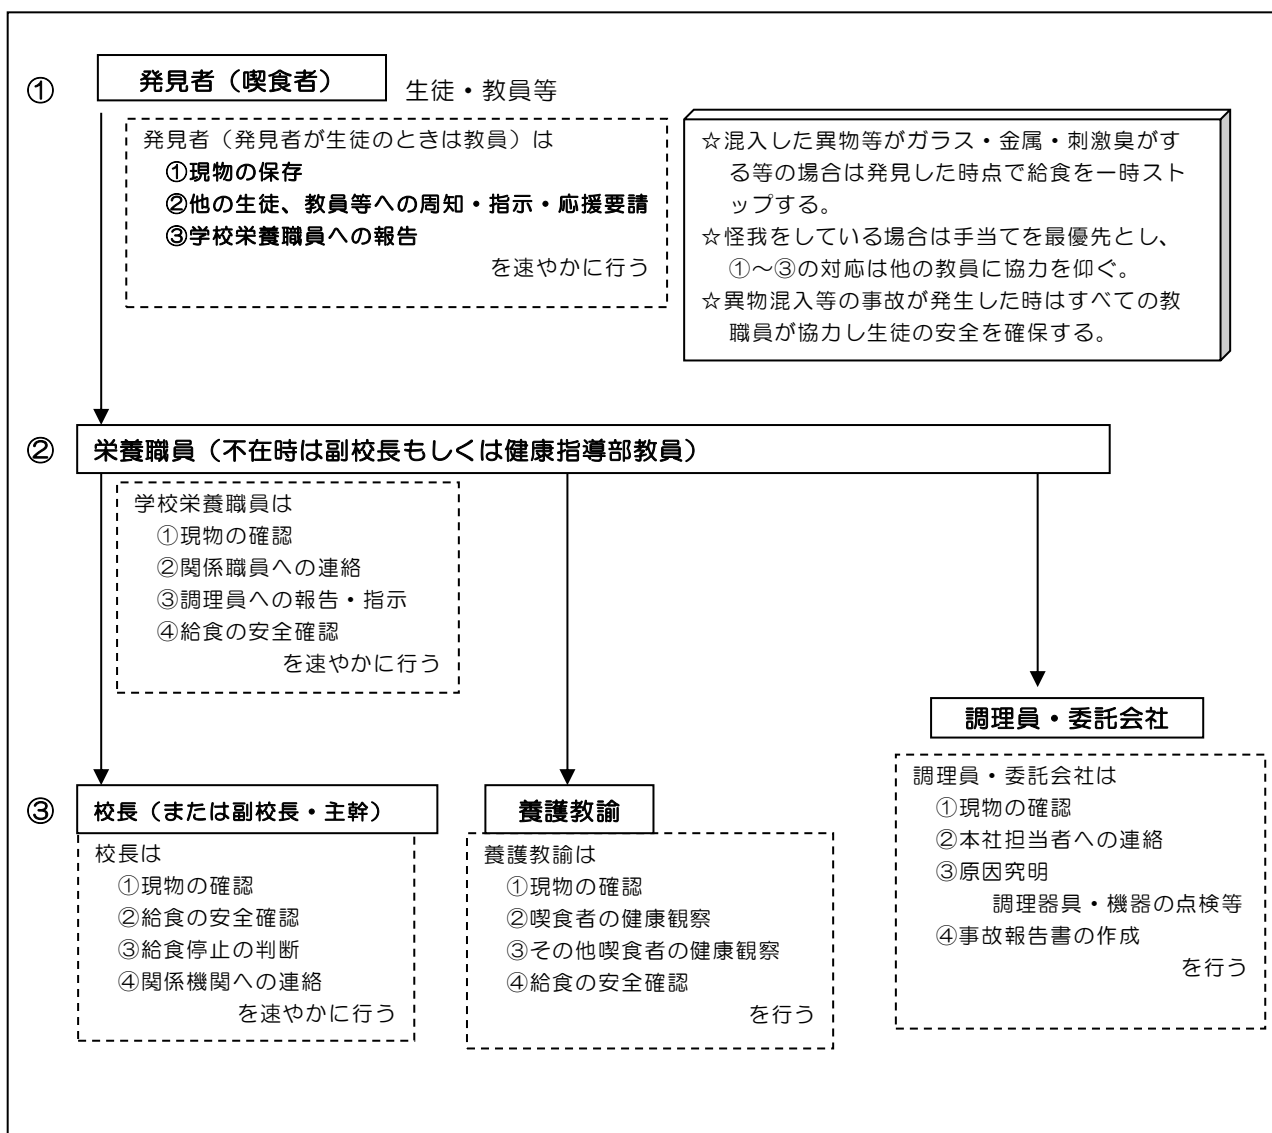 ①
発見者（喫食者）
生徒・教員等
発見者（発見者が生徒のときは教員）は
①現物の保存
②他の生徒、教員等への周知・指示・応援要請
③学校栄養職員への報告
を速やかに行う
☆混入した異物等がガラス・金属・刺激臭がす
る等の場合は発見した時点で給食を一時スト
ップする。
☆怪我をしている場合は手当てを最優先とし、
①～③の対応は他の教員に協力を仰ぐ。
☆異物混入等の事故が発生した時はすべての教
職員が協力し生徒の安全を確保する。
②
栄養職員（不在時は副校長もしくは健康指導部教員）
学校栄養職員は
①現物の確認
②関係職員への連絡
③調理員への報告・指示
④給食の安全確認
を速やかに行う
③
校長（または副校長・主幹）
校長は
①現物の確認
②給食の安全確認
③給食停止の判断
④関係機関への連絡
を速やかに行う
養護教諭
養護教諭は
①現物の確認
②喫食者の健康観察
③その他喫食者の健康観察
④給食の安全確認
を行う
調理員・委託会社
調理員・委託会社は
①現物の確認
②本社担当者への連絡
③原因究明
調理器具・機器の点検等
④事故報告書の作成
を行う